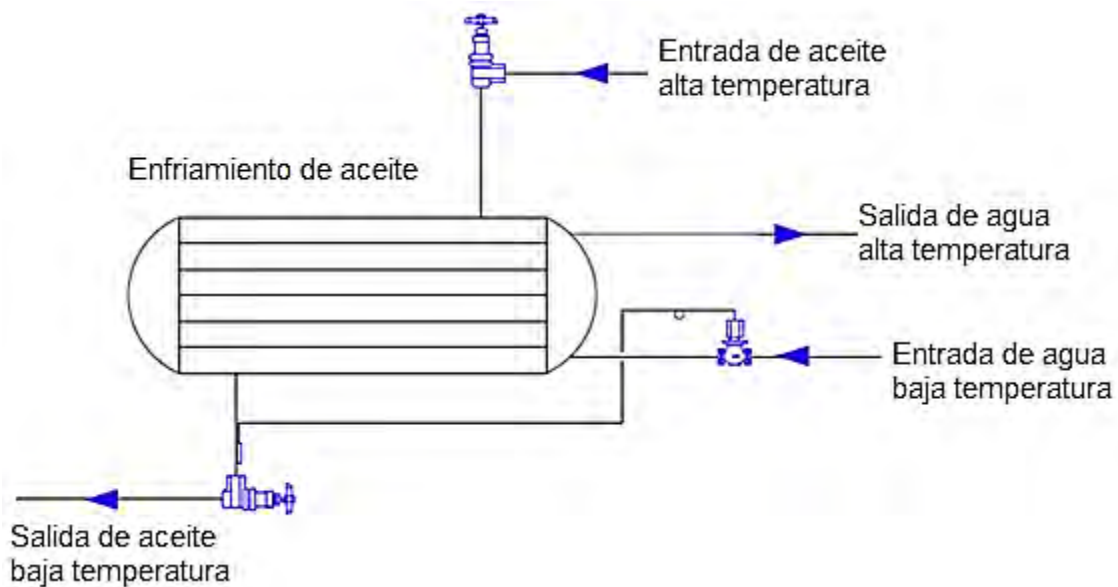 Entrada de aceite
alta temperatura
Enfriamiento de aceite
Salida de agua
alta temperatura
Entrada de agua
baja temperatura
Salida de aceite
baja temperatura